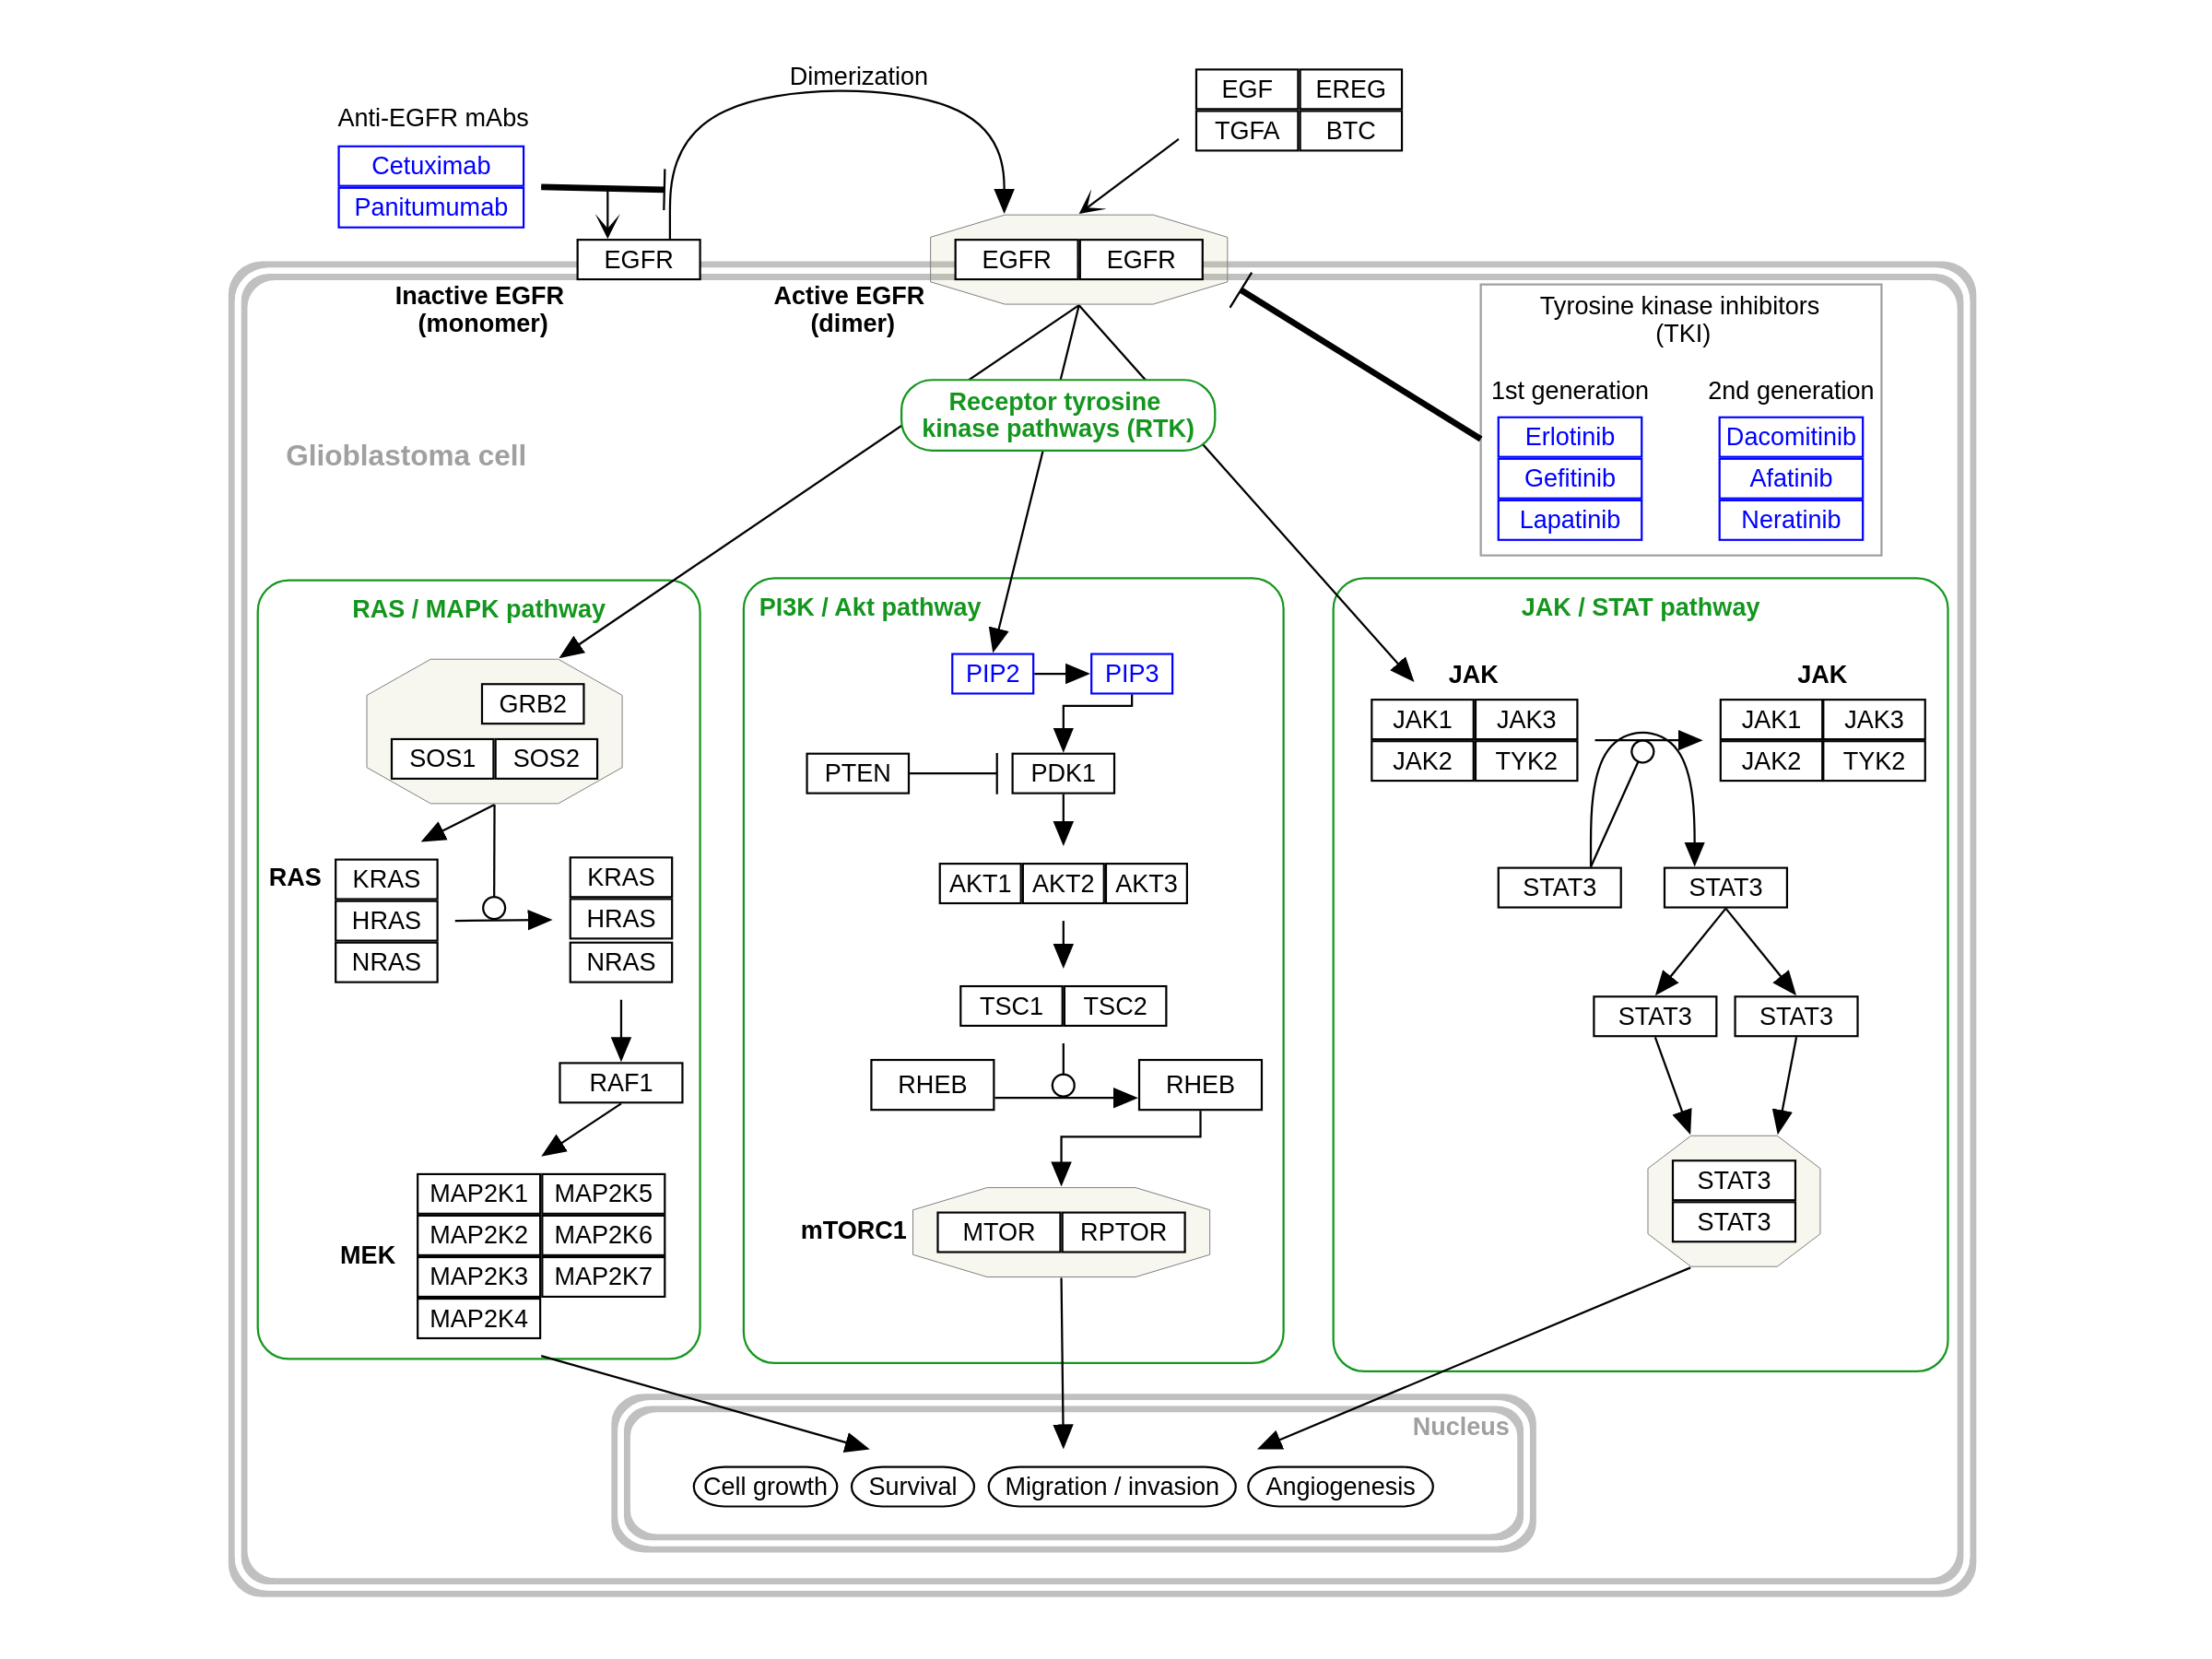 Dimerization
EGF EREG
TGFA BTC
Anti-EGFR mAbs
Cetuximab
Panitumumab
EGFR
EGFR EGFR
Inactive EGFR
(monomer)
Active EGFR
(dimer)
Tyrosine kinase inhibitors
(TKI)
1st generation
2nd generation
Erlotinib
Gefitinib
Lapatinib
Dacomitinib
Afatinib
Neratinib
Receptor tyrosine
kinase pathways (RTK)
Glioblastoma cell
RAS / MAPK pathway
GRB2
SOS1 SOS2
RAS
KRAS
HRAS
NRAS
KRAS
HRAS
NRAS
RAF1
MEK
MAP2K1 MAP2K5
MAP2K2 MAP2K6
MAP2K3 MAP2K7
MAP2K4
PI3K / Akt pathway
PIP2
PIP3
PTEN
PDK1
AKT1 AKT2 AKT3
TSC1 TSC2
RHEB
RHEB
mTORC1
MTOR RPTOR
JAK / STAT pathway
JAK
JAK1 JAK3
JAK2 TYK2
JAK
JAK1 JAK3
JAK2 TYK2
STAT3
STAT3
STAT3
STAT3
STAT3
STAT3
Nucleus
Cell growth
Survival
Migration / invasion
Angiogenesis